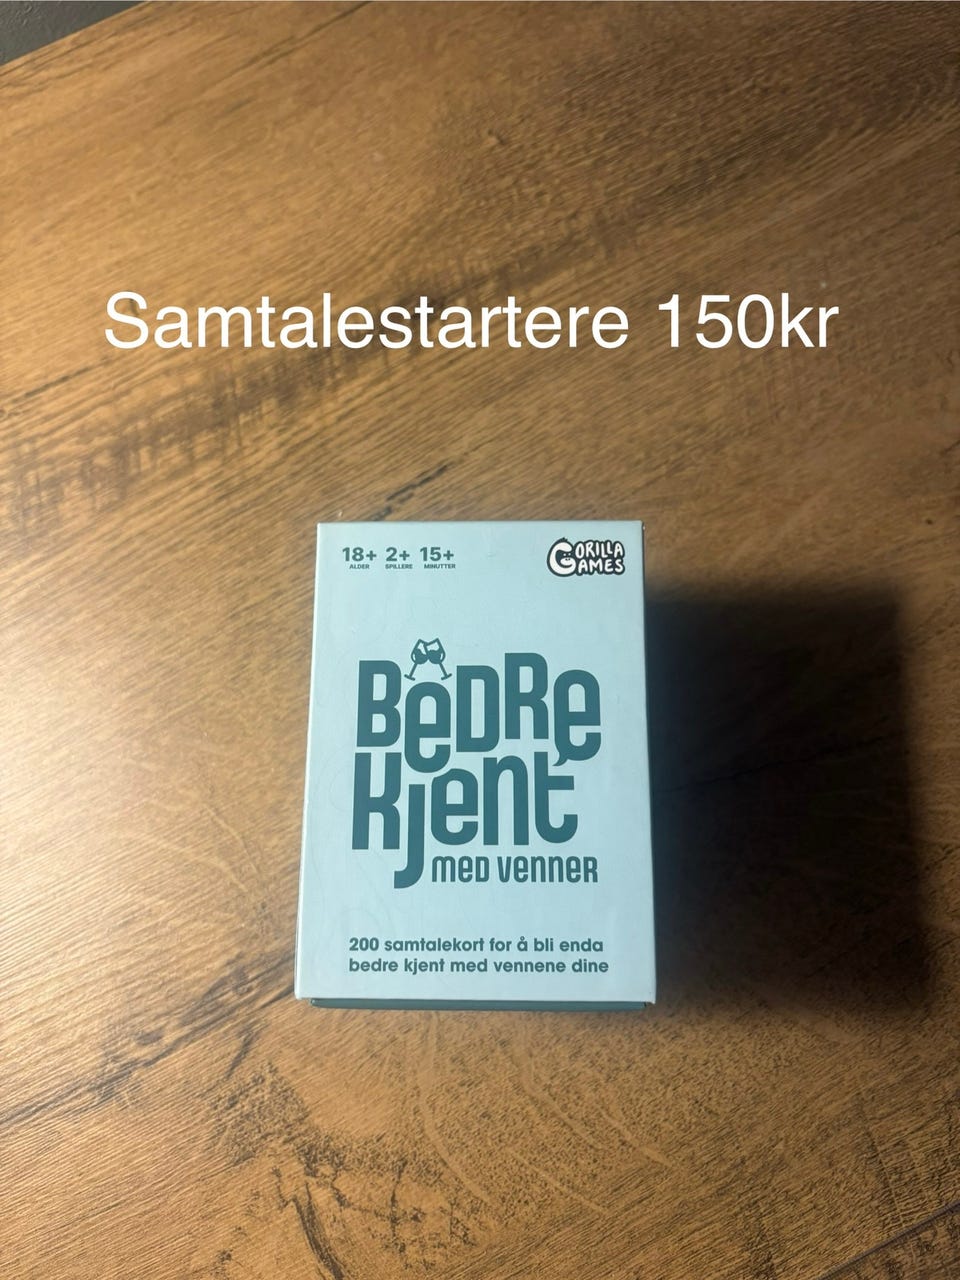 Samtalestartere 150kr
18+ 2+ 15+
ALDER SPILLERE MINUTTER
GORILLA
GAMES
BEDRE
KJENT
MED VENNER
200 samtalekort for å bli enda
bedre kjent med vennene dine